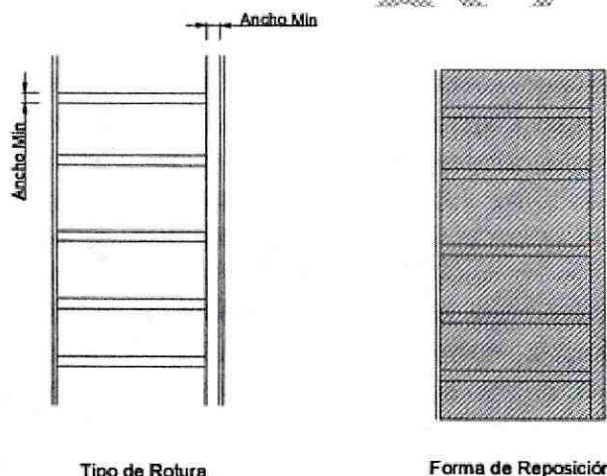 Ancho Min
Ancho Min
Tipo de Rotura
Forma de Reposición